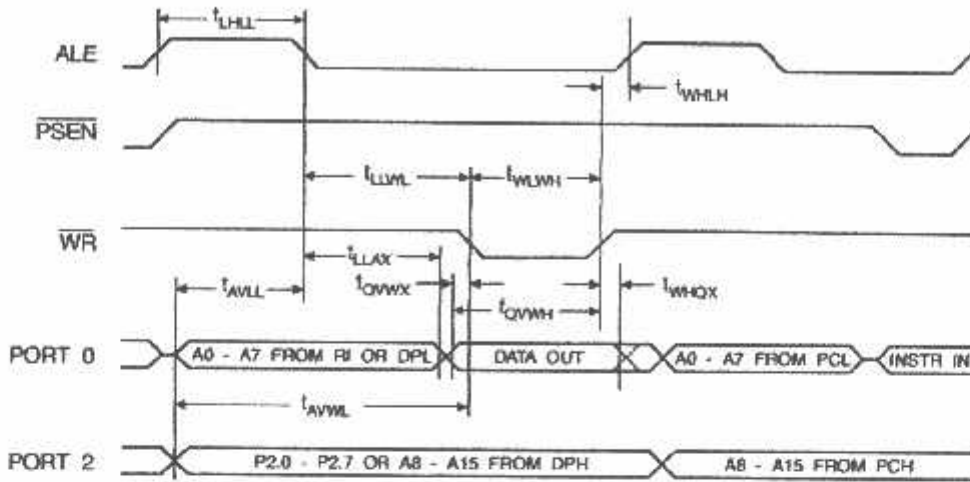 tLHLL
ALE
tWHLH
PSEN
tLLWL
tWLWH
WR
tLLAX
tAVLL
tQVWX
tWHQX
tQVWH
PORT 0
A0 - A7 FROM RI OR DPL
DATA OUT
A0 - A7 FROM PCL
INSTR IN
tAVWL
PORT 2
P2.0 - P2.7 OR A8 - A15 FROM DPH
A8 - A15 FROM PCH